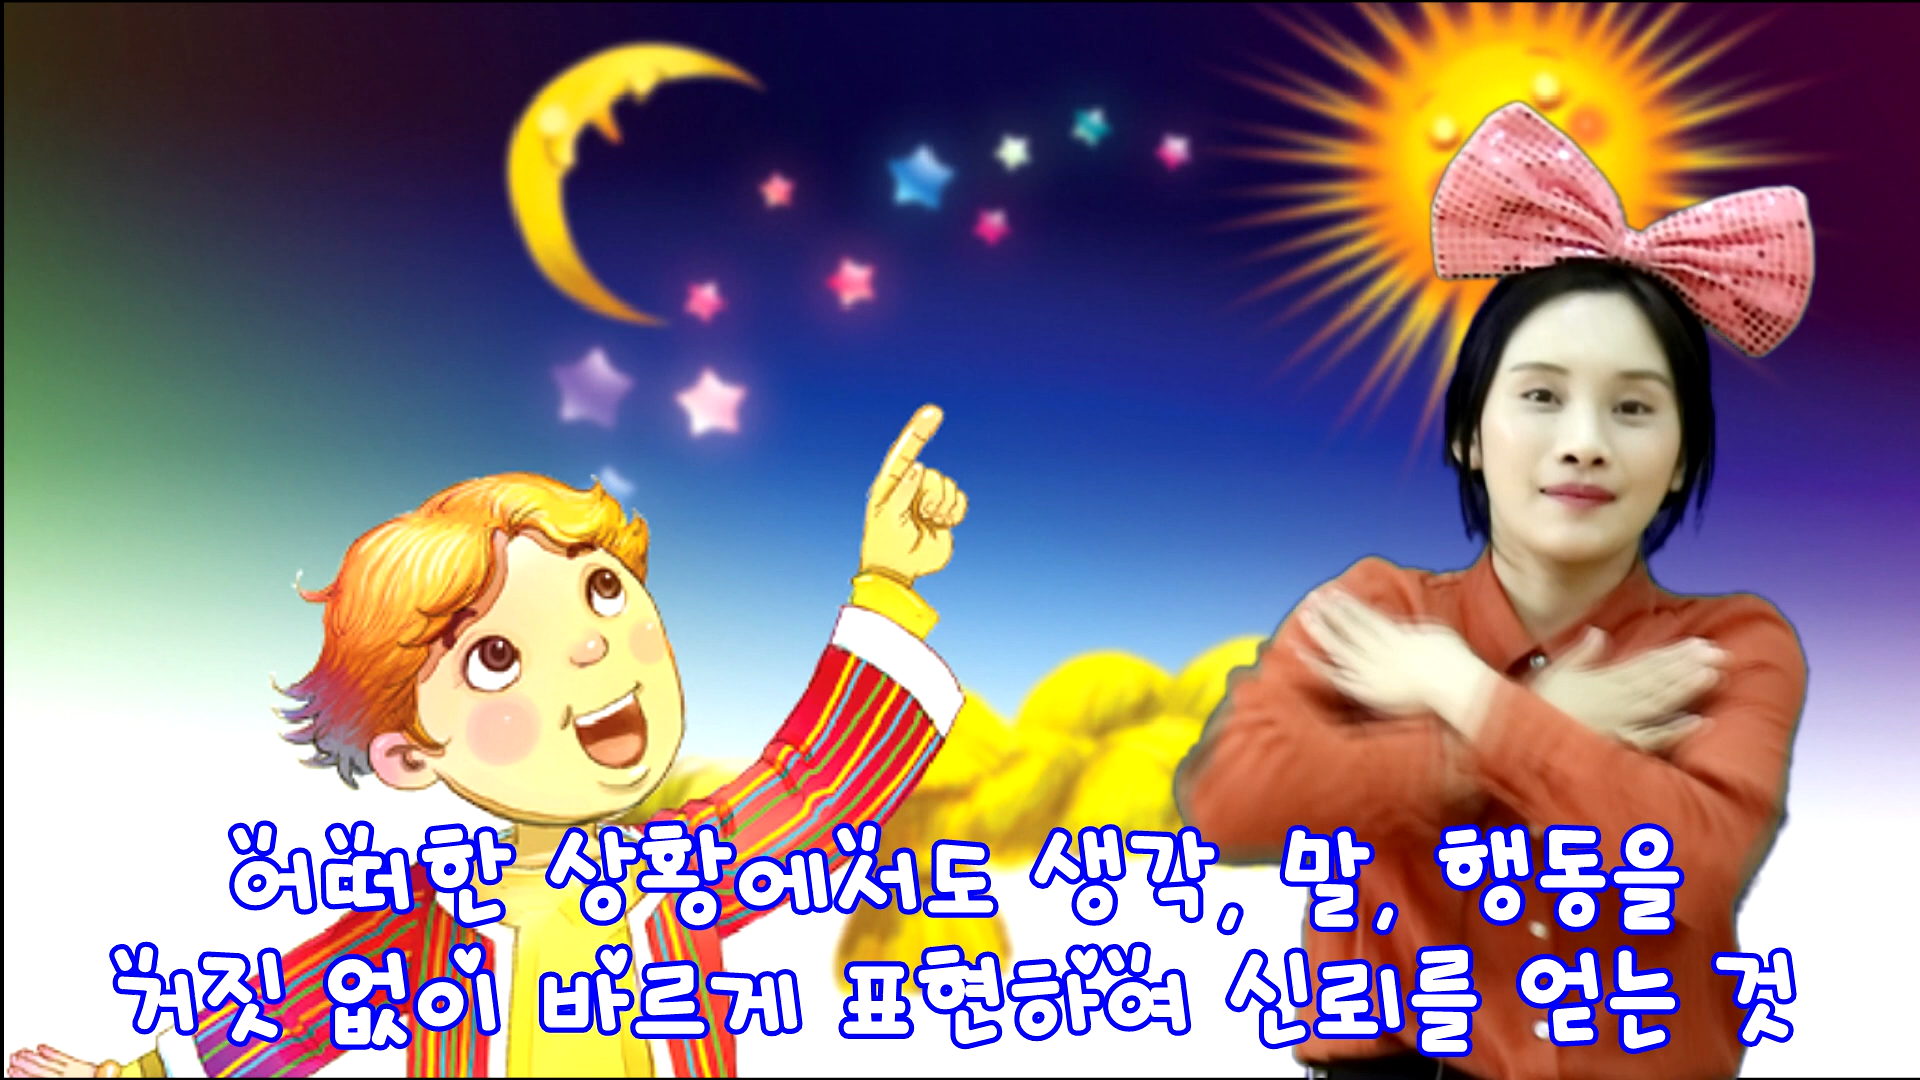 어떠한 상황에서도 생각, 말, 행동을
거짓 없이 바르게 표현하여 신뢰를 얻는 것